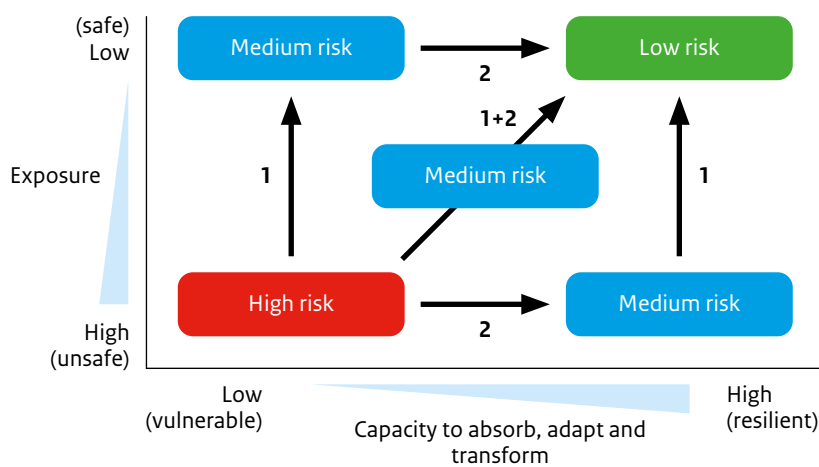 (safe)
Low
Medium risk
2
Low risk
1+2
Exposure
1
Medium risk
1
High risk
2
Medium risk
High
(unsafe)
Low
(vulnerable)
High
(resilient)
Capacity to absorb, adapt and
transform